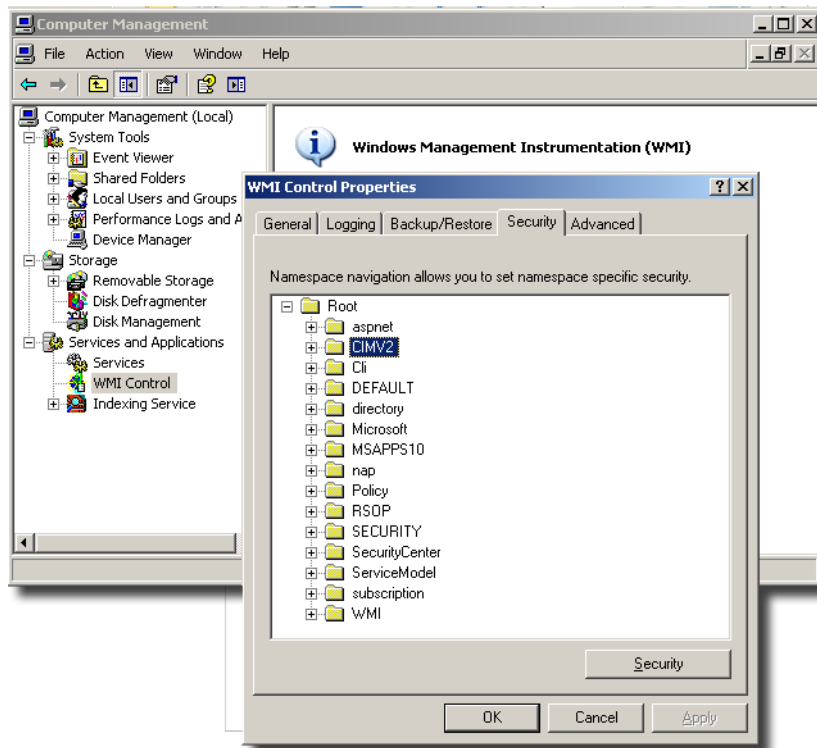 Computer Management
File Action View Window Help
Computer Management (Local)
System Tools
Event Viewer
Shared Folders
Local Users and Groups
Performance Logs and A
Device Manager
Storage
Removable Storage
Disk Defragmenter
Disk Management
Services and Applications
Services
WMI Control
Indexing Service
Windows Management Instrumentation (WMI)
WMI Control Properties
General Logging Backup/Restore Security Advanced
Namespace navigation allows you to set namespace specific security.
Root
aspnet
CIMV2
Cli
DEFAULT
directory
Microsoft
MSAPPS10
nap
Policy
RSOP
SECURITY
SecurityCenter
ServiceModel
subscription
WMI
Security
OK Cancel Apply